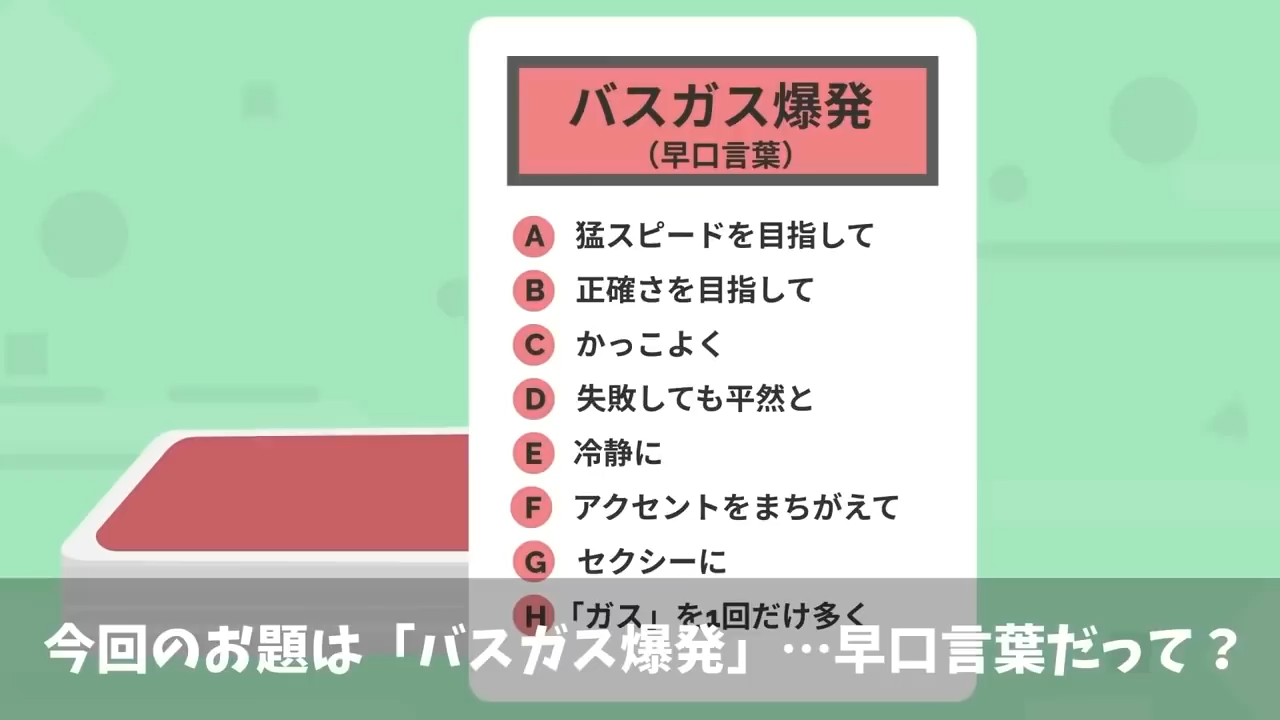 バスガス爆発
（早口言葉）
A 猛スピードを目指して
B 正確さを目指して
C かっこよく
D 失敗しても平然と
E 冷静に
F アクセントをまちがえて
G セクシーに
H 「ガス」を1回だけ多く
今回のお題は「バスガス爆発」…早口言葉だって？